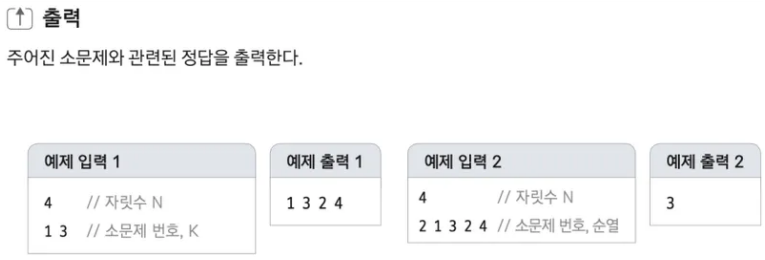 출력
주어진 소문제와 관련된 정답을 출력한다.
예제 입력 1
4 // 자릿수 N
1 3 // 소문제 번호, K
예제 출력 1
1 3 2 4
예제 입력 2
4 // 자릿수 N
2 1 3 2 4 // 소문제 번호, 순열
예제 출력 2
3